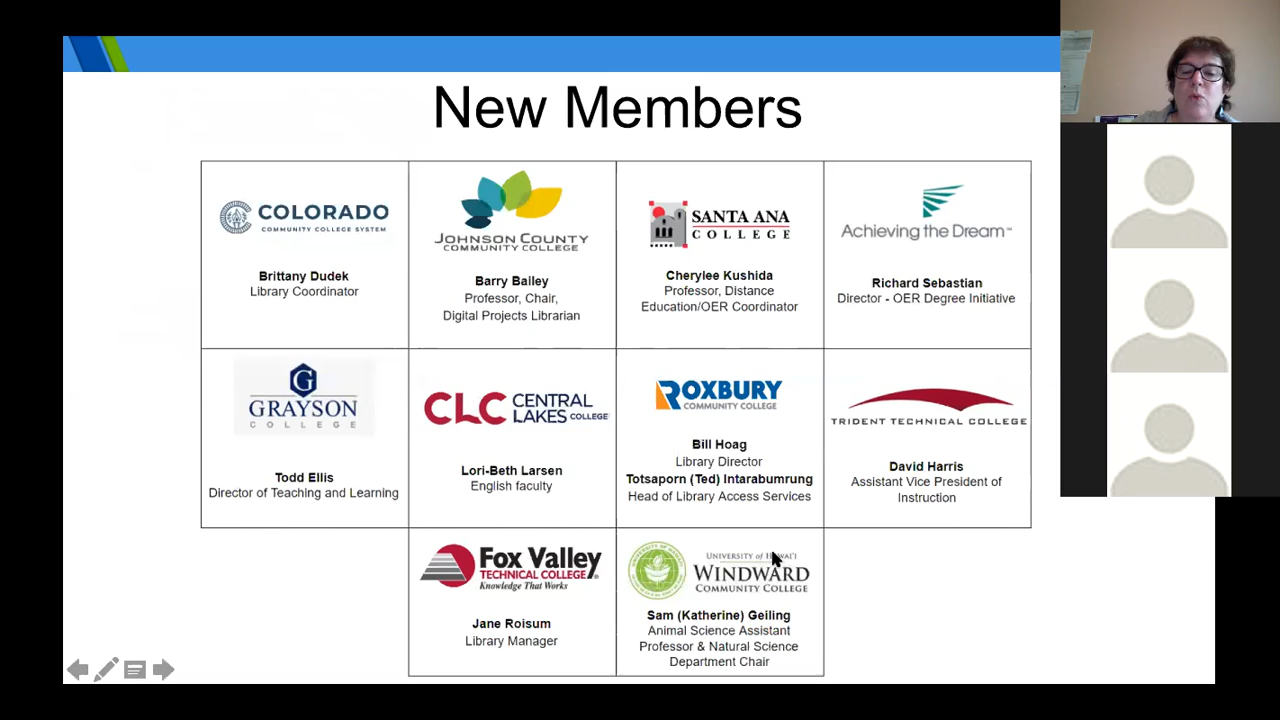 New Members
COLORADO
COMMUNITY COLLEGE SYSTEM
Brittany Dudek
Library Coordinator
JOHNSON COUNTY
COMMUNITY COLLEGE
Barry Bailey
Professor, Chair,
Digital Projects Librarian
SANTA ANA
COLLEGE
Cherylee Kushida
Professor, Distance
Education/OER Coordinator
Achieving the Dream™
Richard Sebastian
Director - OER Degree Initiative
G
GRAYSON
COLLEGE
Todd Ellis
Director of Teaching and Learning
CLC CENTRAL
LAKES COLLEGE
Lori-Beth Larsen
English faculty
ROXBURY
COMMUNITY COLLEGE
Bill Hoag
Library Director
Totsaporn (Ted) Intarabumrung
Head of Library Access Services
TRIDENT TECHNICAL COLLEGE
David Harris
Assistant Vice President of
Instruction
Fox Valley
TECHNICAL COLLEGE®
Knowledge That Works
Jane Roisum
Library Manager
UNIVERSITY OF HAWAI'I
WINDWARD
COMMUNITY COLLEGE
Sam (Katherine) Geiling
Animal Science Assistant
Professor & Natural Science
Department Chair